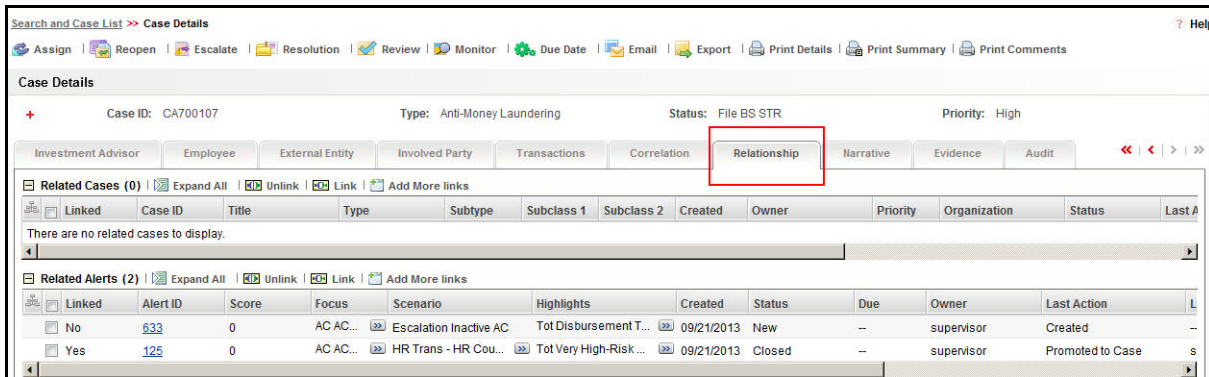 Search and Case List >> Case Details ? Help
Assign | Reopen | Escalate | Resolution | Review | Monitor | Due Date | Email | Export | Print Details | Print Summary | Print Comments
Case Details
+ Case ID: CA700107 Type: Anti-Money Laundering Status: File BS STR Priority: High
Investment Advisor Employee External Entity Involved Party Transactions Correlation Relationship Narrative Evidence Audit
Related Cases (0) | Expand All | Unlink | Link | Add More links
Linked Case ID Title Type Subtype Subclass 1 Subclass 2 Created Owner Priority Organization Status Last A
There are no related cases to display.
Related Alerts (2) | Expand All | Unlink | Link | Add More links
Linked Alert ID Score Focus Scenario Highlights Created Status Due Owner Last Action L
No 633 0 AC AC... Escalation Inactive AC Tot Disbursement T... 09/21/2013 New -- supervisor Created --
Yes 125 0 AC AC... HR Trans - HR Cou... Tot Very High-Risk ... 09/21/2013 Closed -- supervisor Promoted to Case s